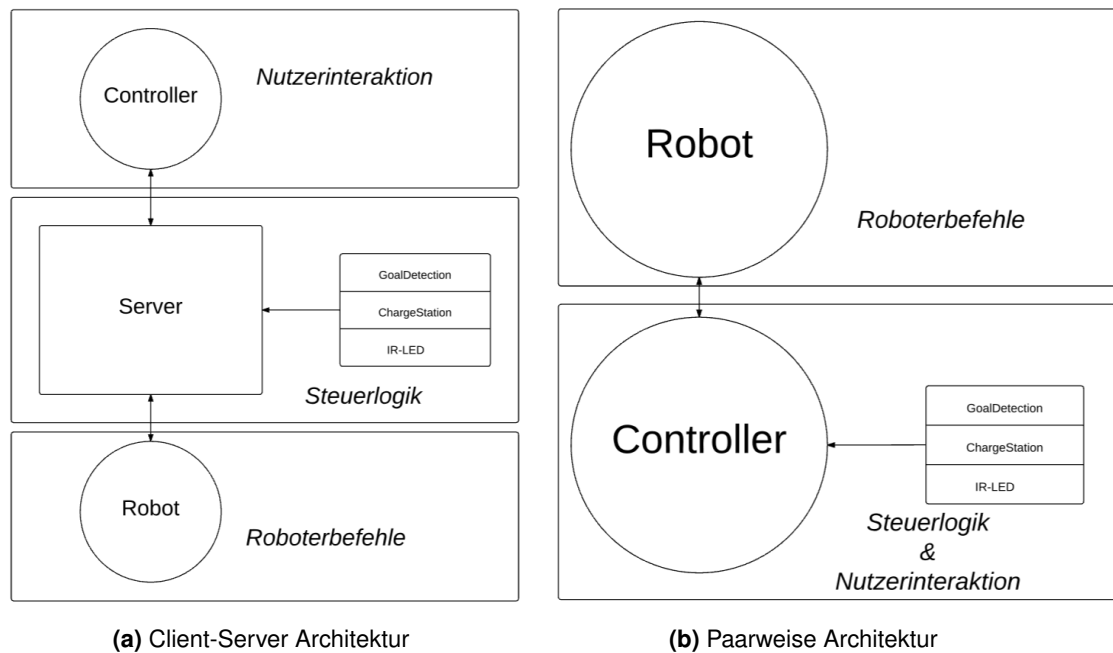 Controller
Nutzerinteraktion
Server
GoalDetection
ChargeStation
IR-LED
Steuerlogik
Robot
Roboterbefehle
(a) Client-Server Architektur
Robot
Roboterbefehle
Controller
GoalDetection
ChargeStation
IR-LED
Steuerlogik
&
Nutzerinteraktion
(b) Paarweise Architektur